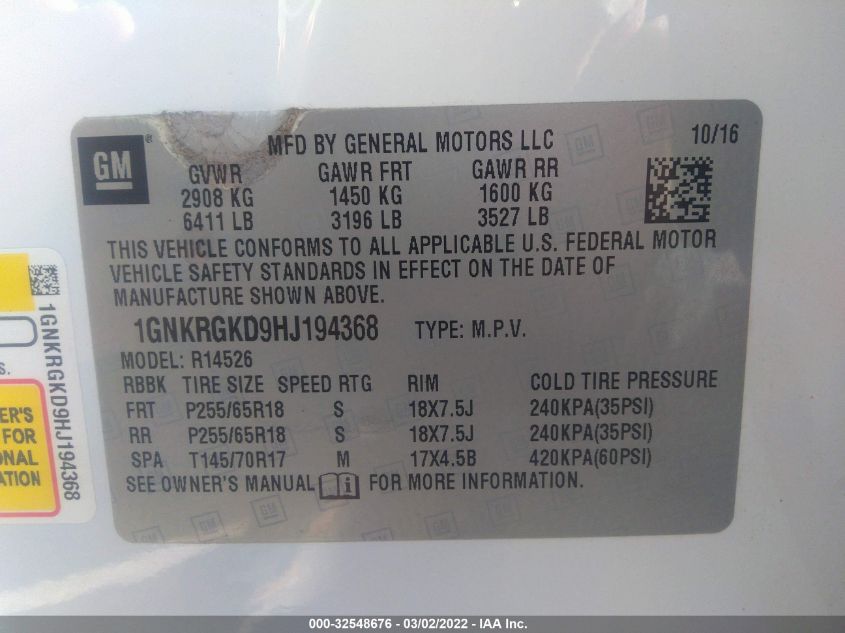 GM
MFD BY GENERAL MOTORS LLC
10/16
GVWR GAWR FRT GAWR RR
2908 KG 1450 KG 1600 KG
6411 LB 3196 LB 3527 LB
THIS VEHICLE CONFORMS TO ALL APPLICABLE U.S. FEDERAL MOTOR
VEHICLE SAFETY STANDARDS IN EFFECT ON THE DATE OF
MANUFACTURE SHOWN ABOVE.
1GNKRGKD9HJ194368 TYPE: M.P.V.
MODEL: R14526
RBBK TIRE SIZE SPEED RTG RIM COLD TIRE PRESSURE
FRT P255/65R18 S 18X7.5J 240KPA(35PSI)
RR P255/65R18 S 18X7.5J 240KPA(35PSI)
SPA T145/70R17 M 17X4.5B 420KPA(60PSI)
SEE OWNER'S MANUAL FOR MORE INFORMATION.
1GNKRGKD9HJ194368
S.
ER'S
FOR
ONAL
ATION
000-32548676 - 03/02/2022 - IAA Inc.